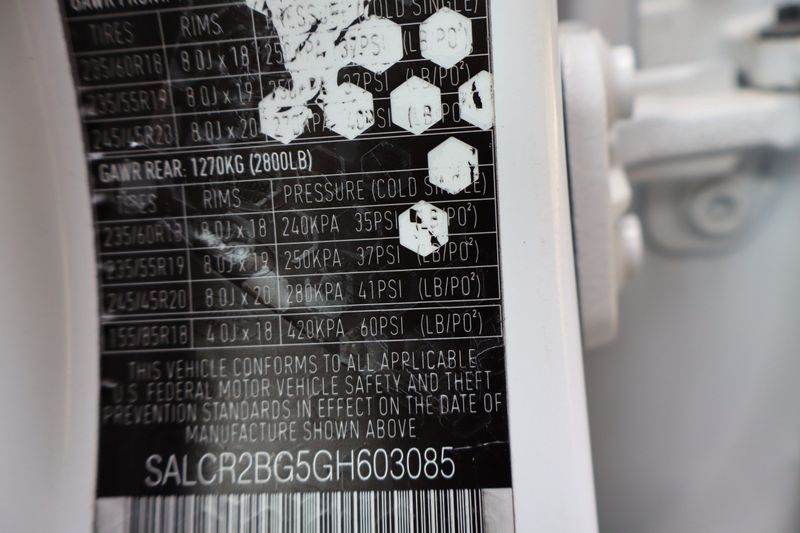 TIRES RIMS (COLD SINGLE)
235/60R18 8.0J x 18 37PSI
235/55R19 8.0J x 19 (LB/PO²)
245/45R20 8.0J x 20
GAWR REAR: 1270KG (2800LB)
TIRES RIMS PRESSURE (COLD SINGLE)
235/60R18 8.0J x 18 240KPA 35PSI
235/55R19 8.0J x 19 250KPA 37PSI (LB/PO²)
245/45R20 8.0J x 20 280KPA 41PSI (LB/PO²)
155/85R18 4.0J x 18 420KPA 60PSI (LB/PO²)
THIS VEHICLE CONFORMS TO ALL APPLICABLE
U.S FEDERAL MOTOR VEHICLE SAFETY AND THEFT
PREVENTION STANDARDS IN EFFECT ON THE DATE OF
MANUFACTURE SHOWN ABOVE
SALCR2BG5GH603085